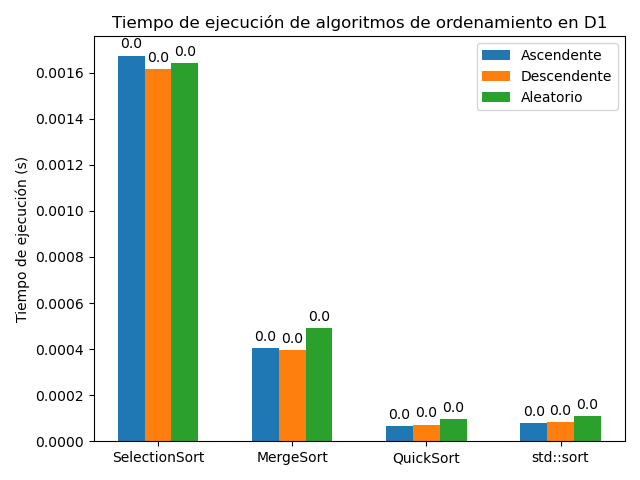 Tiempo de ejecución de algoritmos de ordenamiento en D1
Ascendente
Descendente
Aleatorio
Tiempo de ejecución (s)
0.0016
0.0014
0.0012
0.0010
0.0008
0.0006
0.0004
0.0002
0.0000
0.0 0.0 0.0
0.0 0.0 0.0
0.0 0.0 0.0
0.0 0.0 0.0
SelectionSort MergeSort QuickSort std::sort